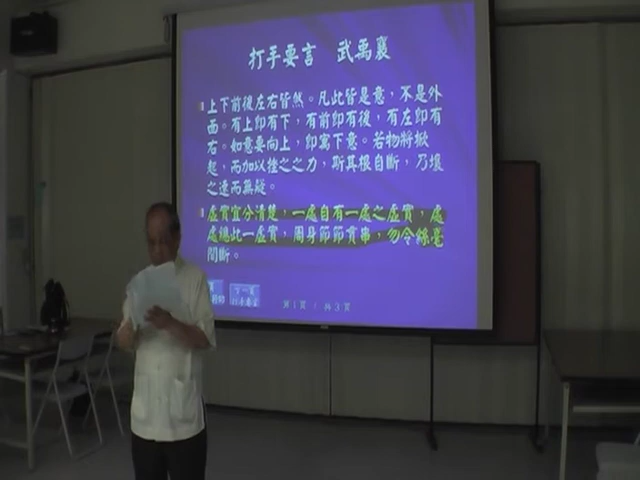 打手要言 武禹襄
上下前後左右皆然。凡此皆是意，不是外
面。有上即有下，有前即有後，有左即有
右。如意要向上，即寓下意。若物將掀
起，而加以挫之之力，斯其根自斷，乃壞
之速而無疑。
虛實宜分清楚，一處自有一處之虛實，處
處總此一虛實，周身節節貫串，勿令絲毫
間斷。
下一頁
第1頁 / 共3頁